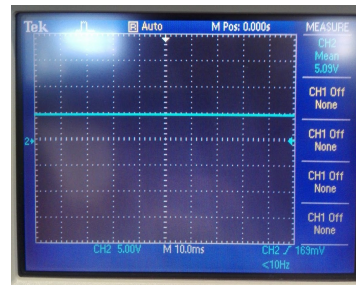 Tek R Auto M Pos: 0.000s MEASURE
CH2
Mean
5.09V
CH1 Off
None
CH1 Off
None
2
CH1 Off
None
CH1 Off
None
CH2 5.00V M 10.0ms CH2 169mV
<10Hz